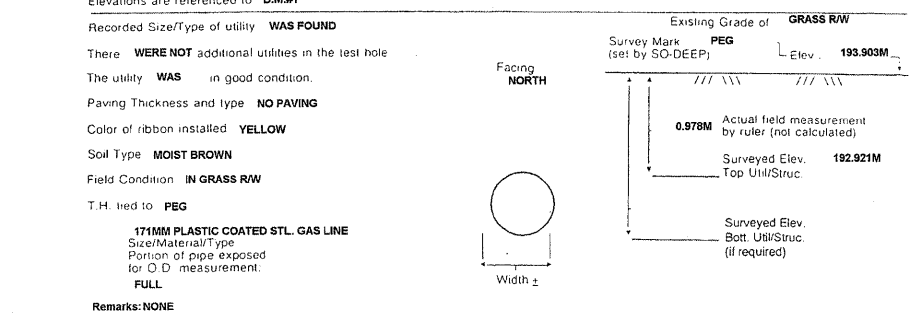 Elevations are referenced to B.M.#1
Recorded Size/Type of utility WAS FOUND
There WERE NOT additional utilities in the test hole
The utility WAS in good condition.
Paving Thickness and type NO PAVING
Color of ribbon installed YELLOW
Soil Type MOIST BROWN
Field Condition IN GRASS R/W
T.H. tied to PEG
171MM PLASTIC COATED STL. GAS LINE
Size/Material/Type
Portion of pipe exposed
for O.D measurement:
FULL
Remarks: NONE
Facing
NORTH
Width ±
Existing Grade of GRASS R/W
Survey Mark PEG
(set by SO-DEEP)
Elev. 193.903M
/// \\\ /// \\\
0.978M Actual field measurement
by ruler (not calculated)
Surveyed Elev. 192.921M
Top Util/Struc.
Surveyed Elev.
Bott. Util/Struc.
(if required)